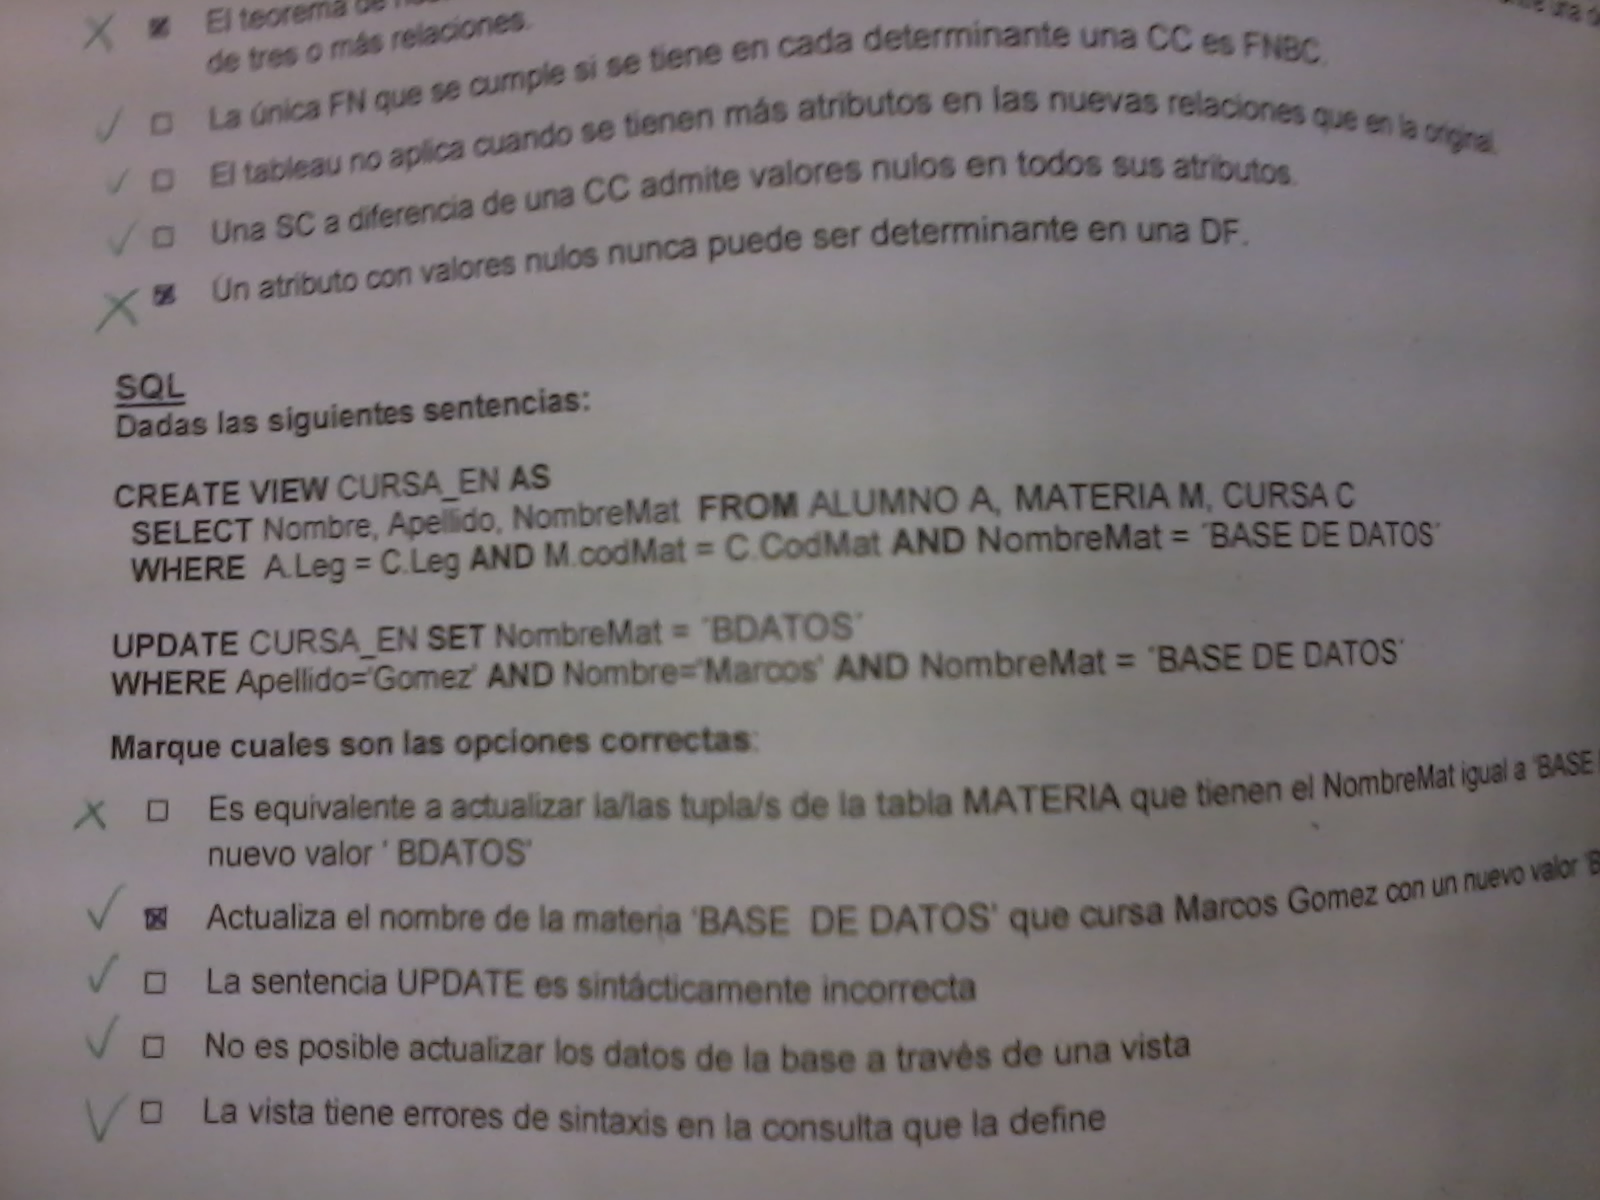 El teorema de
de tres o más relaciones.
La única FN que se cumple si se tiene en cada determinante una CC es FNBC.
El tableau no aplica cuando se tienen más atributos en las nuevas relaciones que en la original.
Una SC a diferencia de una CC admite valores nulos en todos sus atributos.
Un atributo con valores nulos nunca puede ser determinante en una DF.
SQL
Dadas las siguientes sentencias:
CREATE VIEW CURSA_EN AS
SELECT Nombre, Apellido, NombreMat FROM ALUMNO A, MATERIA M, CURSA C
WHERE A.Leg = C.Leg AND M.codMat = C.CodMat AND NombreMat = ´BASE DE DATOS´
UPDATE CURSA_EN SET NombreMat = ´BDATOS´
WHERE Apellido='Gomez' AND Nombre='Marcos' AND NombreMat = ´BASE DE DATOS´
Marque cuales son las opciones correctas:
Es equivalente a actualizar la/las tupla/s de la tabla MATERIA que tienen el NombreMat igual a 'BASE
nuevo valor ' BDATOS'
Actualiza el nombre de la materia 'BASE DE DATOS' que cursa Marcos Gomez con un nuevo valor 'B
La sentencia UPDATE es sintácticamente incorrecta
No es posible actualizar los datos de la base a través de una vista
La vista tiene errores de sintaxis en la consulta que la define